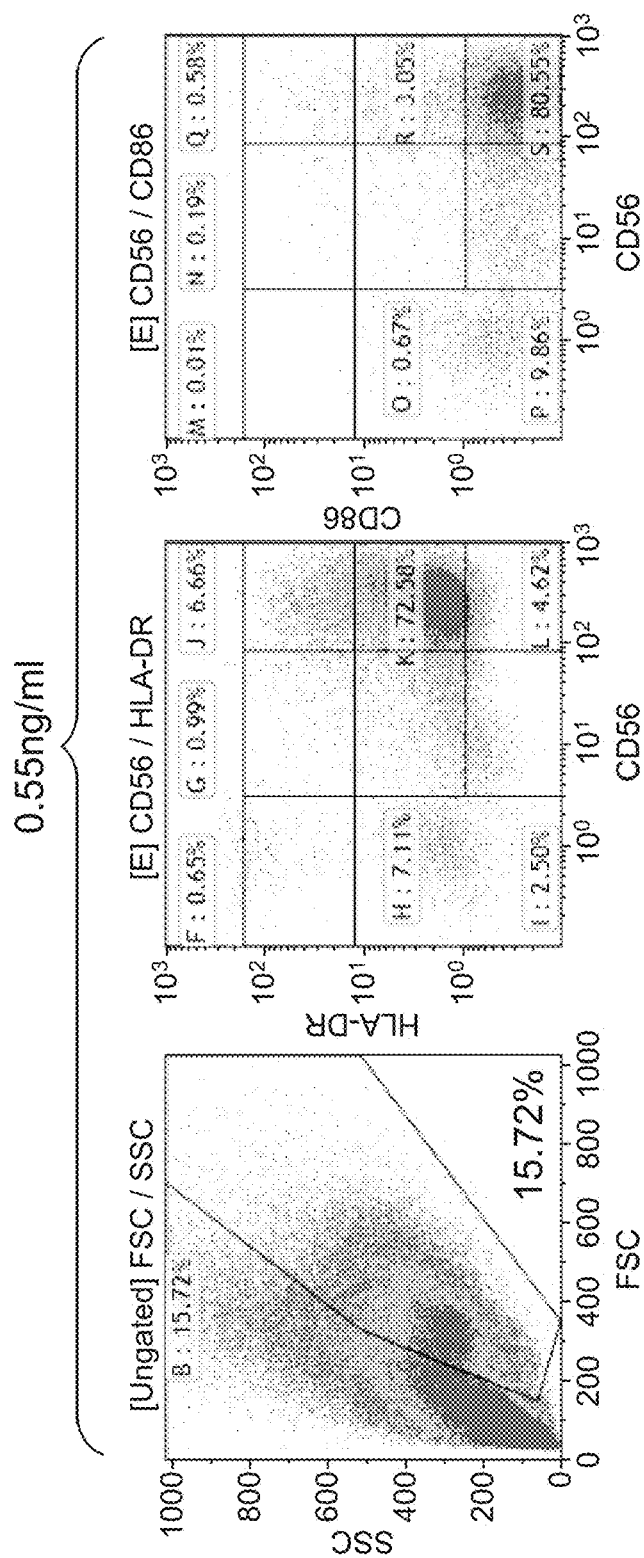 0.55ng/ml
[Ungated] FSC / SSC
B : 15.72%
15.72%
SSC
1000
800
600
400
200
0
0 200 400 600 800 1000
FSC
[E] CD56 / HLA-DR
F : 0.65%
G : 0.99%
J : 6.66%
H : 7.11%
K : 72.58%
I : 2.50%
L : 4.62%
HLA-DR
10³
10²
10¹
10⁰
10⁰ 10¹ 10² 10³
CD56
[E] CD56 / CD86
M : 0.01%
N : 0.19%
Q : 0.58%
O : 0.67%
R : 3.05%
P : 9.86%
S : 80.55%
CD86
10³
10²
10¹
10⁰
10⁰ 10¹ 10² 10³
CD56